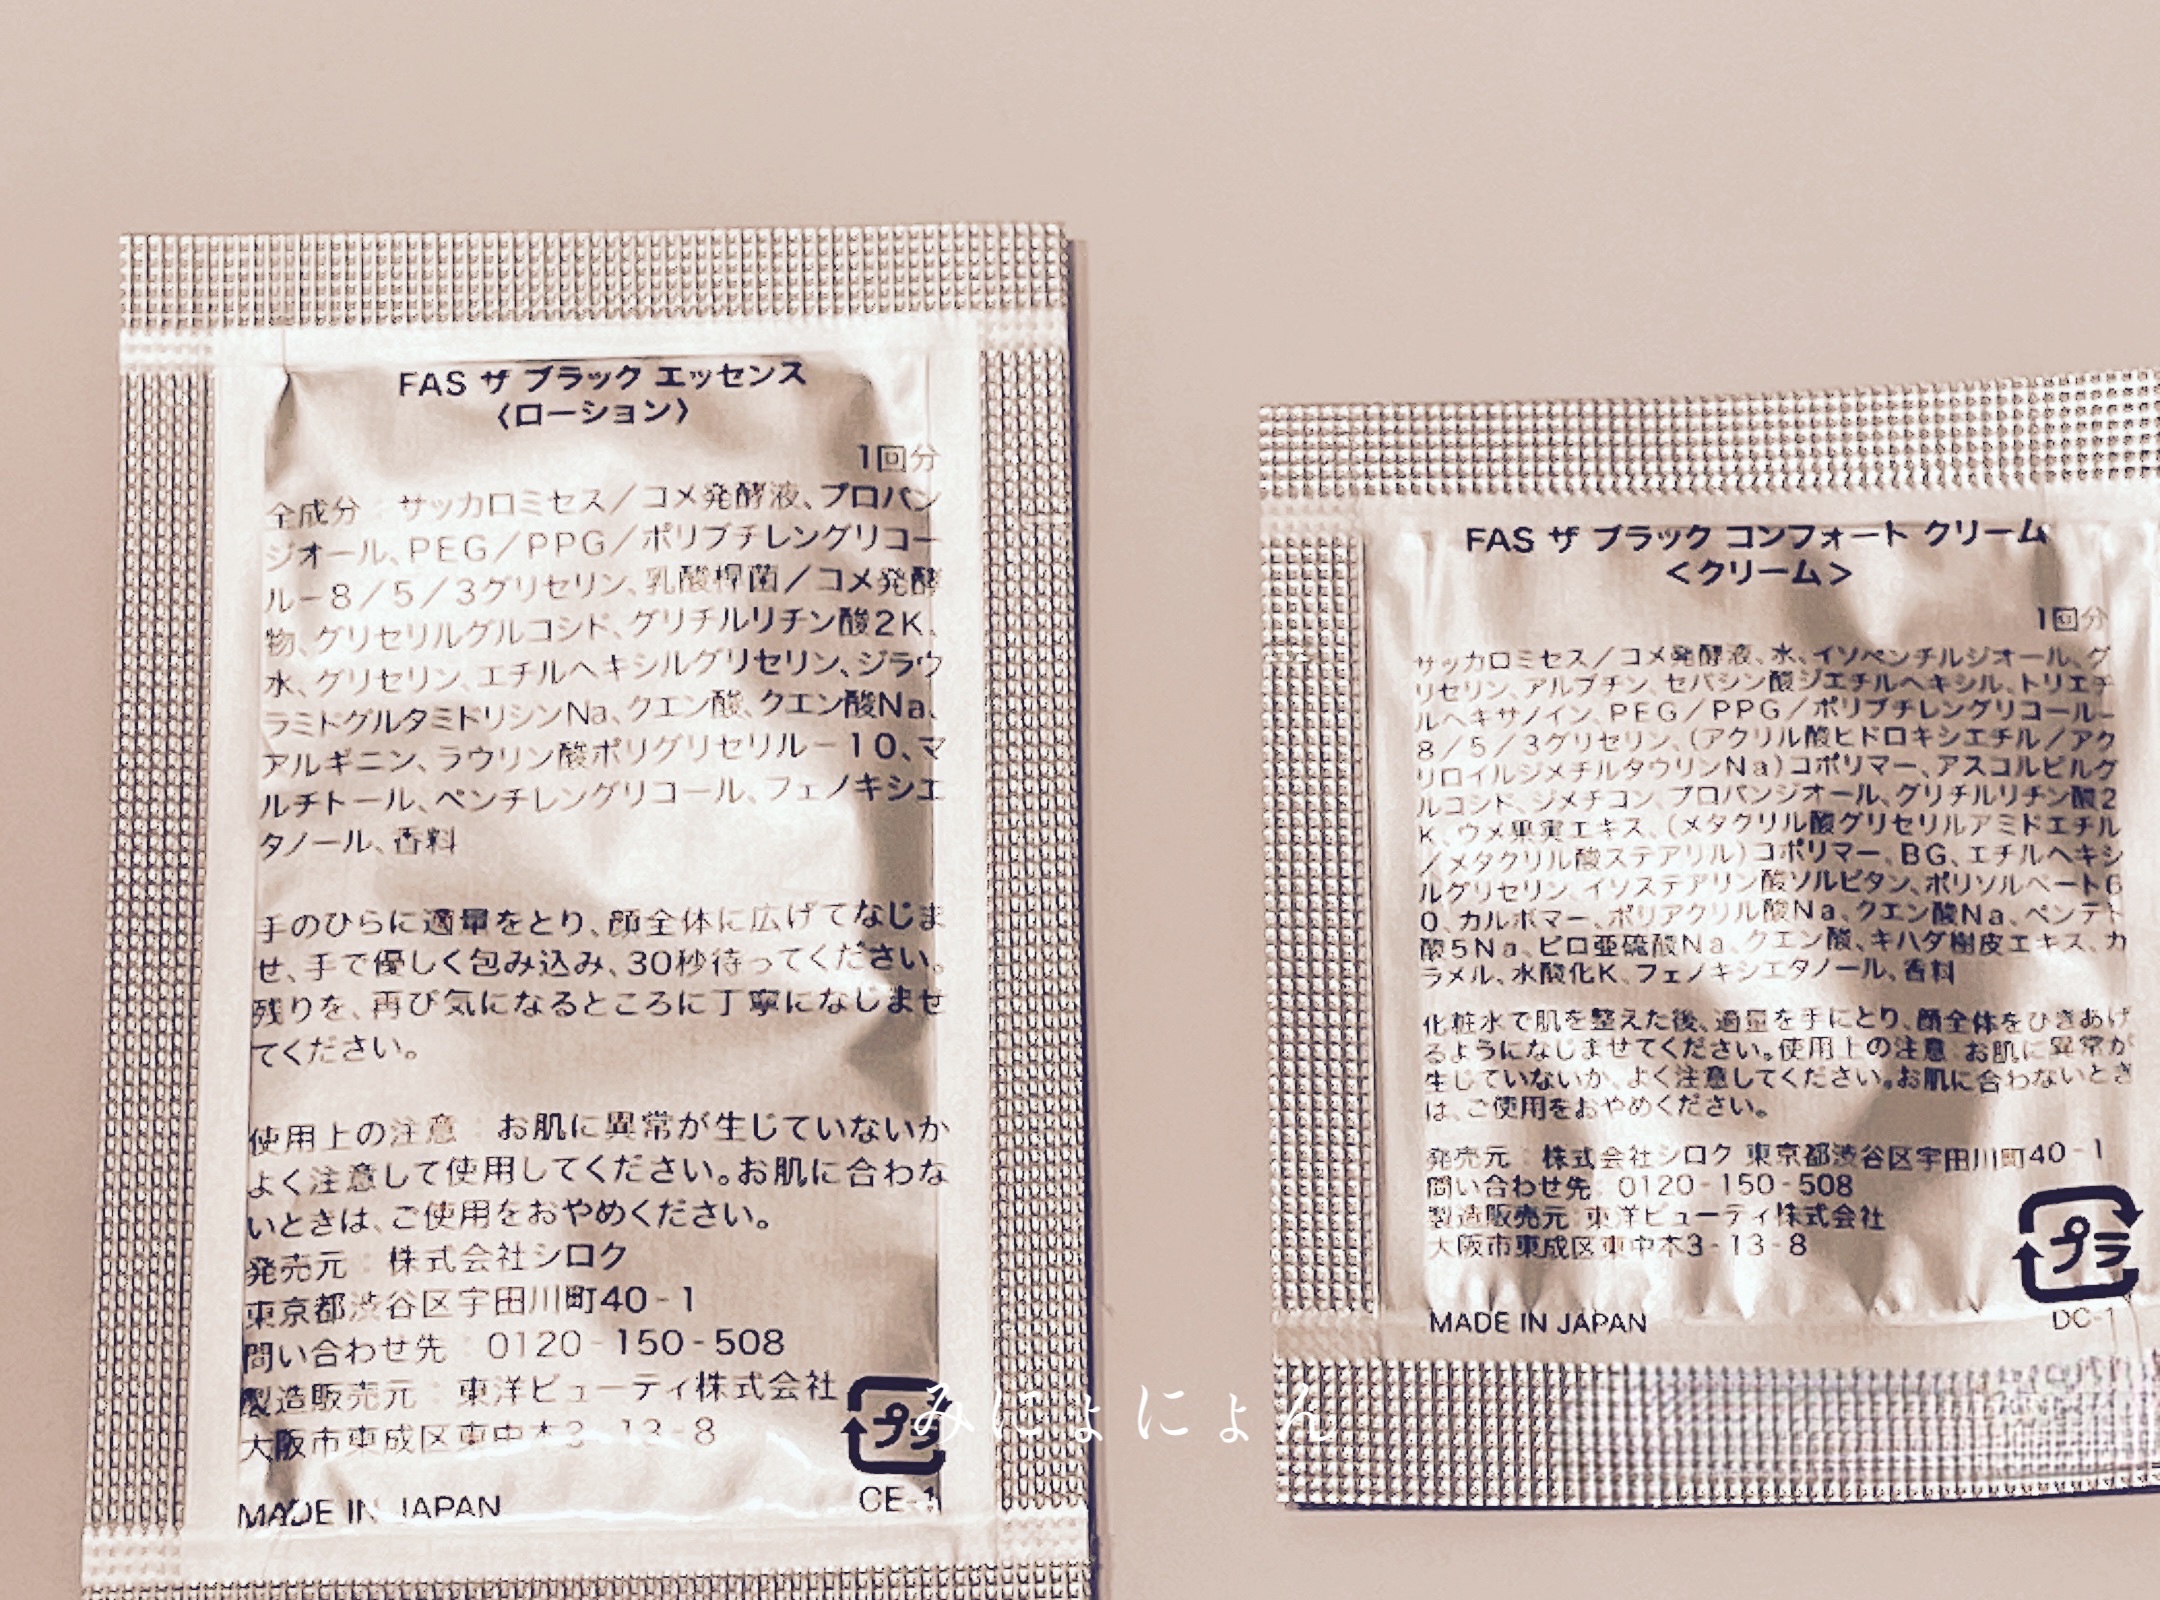 FAS ザ ブラック エッセンス
〈ローション〉
1回分
全成分：サッカロミセス／コメ発酵液、プロパン
ジオール、PEG／PPG／ポリブチレングリコー
ル－8／5／3グリセリン、乳酸桿菌／コメ発酵
物、グリセリルグルコシド、グリチルリチン酸2K、
水、グリセリン、エチルヘキシルグリセリン、ジラウ
ラミドグルタミドリシンNa、クエン酸、クエン酸Na、
アルギニン、ラウリン酸ポリグリセリル－10、マ
ルチトール、ペンチレングリコール、フェノキシエ
タノール、香料
手のひらに適量をとり、顔全体に広げてなじま
せ、手で優しく包み込み、30秒待ってください。
残りを、再び気になるところに丁寧になじませ
てください。
使用上の注意：お肌に異常が生じていないか
よく注意して使用してください。お肌に合わな
いときは、ご使用をおやめください。
発売元：株式会社シロク
東京都渋谷区宇田川町40-1
問い合わせ先：0120-150-508
製造販売元：東洋ビューティ株式会社
大阪市東成区東中本3-13-8
プラ
MADE IN JAPAN
CE-1
FAS ザ ブラック コンフォート クリーム
＜クリーム＞
1回分
サッカロミセス／コメ発酵液、水、イソペンチルジオール、グ
リセリン、アルブチン、セバシン酸ジエチルヘキシル、トリエチ
ルヘキサノイン、PEG／PPG／ポリブチレングリコール－
8／5／3グリセリン、（アクリル酸ヒドロキシエチル／アク
リロイルジメチルタウリンNa）コポリマー、アスコルビルグ
ルコシド、ジメチコン、プロパンジオール、グリチルリチン酸2
K、ウメ果実エキス、（メタクリル酸グリセリルアミドエチル
／メタクリル酸ステアリル）コポリマー、BG、エチルヘキシ
ルグリセリン、イソステアリン酸ソルビタン、ポリソルベート6
0、カルボマー、ポリアクリル酸Na、クエン酸Na、ペンテト
酸5Na、ピロ亜硫酸Na、クエン酸、キハダ樹皮エキス、カ
ラメル、水酸化K、フェノキシエタノール、香料
化粧水で肌を整えた後、適量を手にとり、顔全体をひきあげ
るようになじませてください。使用上の注意：お肌に異常が
生じていないか、よく注意してください。お肌に合わないとき
は、ご使用をおやめください。
発売元：株式会社シロク 東京都渋谷区宇田川町40-1
問い合わせ先：0120-150-508
製造販売元：東洋ビューティ株式会社
大阪市東成区東中本3-13-8
プラ
MADE IN JAPAN
DC-1
みにょにょん